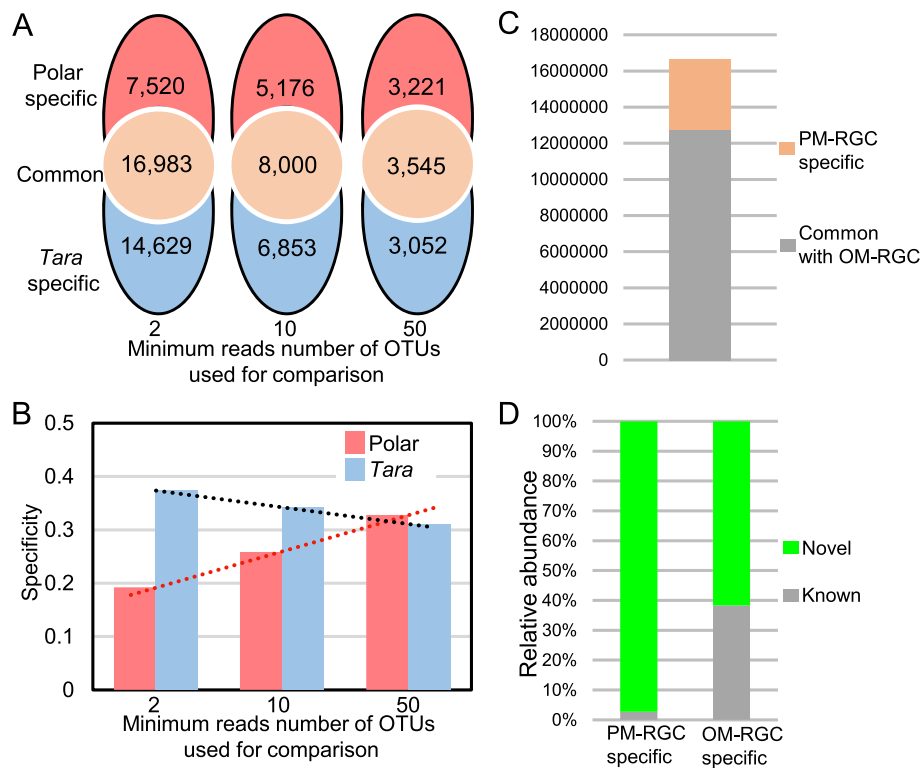 A
Polar
specific
Common
Tara
specific
7,520
5,176
3,221
16,983
8,000
3,545
14,629
6,853
3,052
2
10
50
Minimum reads number of OTUs
used for comparison
B
Specificity
0.5
0.4
0.3
0.2
0.1
0
Polar
Tara
2
10
50
Minimum reads number of OTUs
used for comparison
C
18000000
16000000
14000000
12000000
10000000
8000000
6000000
4000000
2000000
0
PM-RGC
specific
Common
with OM-RGC
D
Relative abundance
100%
90%
80%
70%
60%
50%
40%
30%
20%
10%
0%
Novel
Known
PM-RGC
specific
OM-RGC
specific